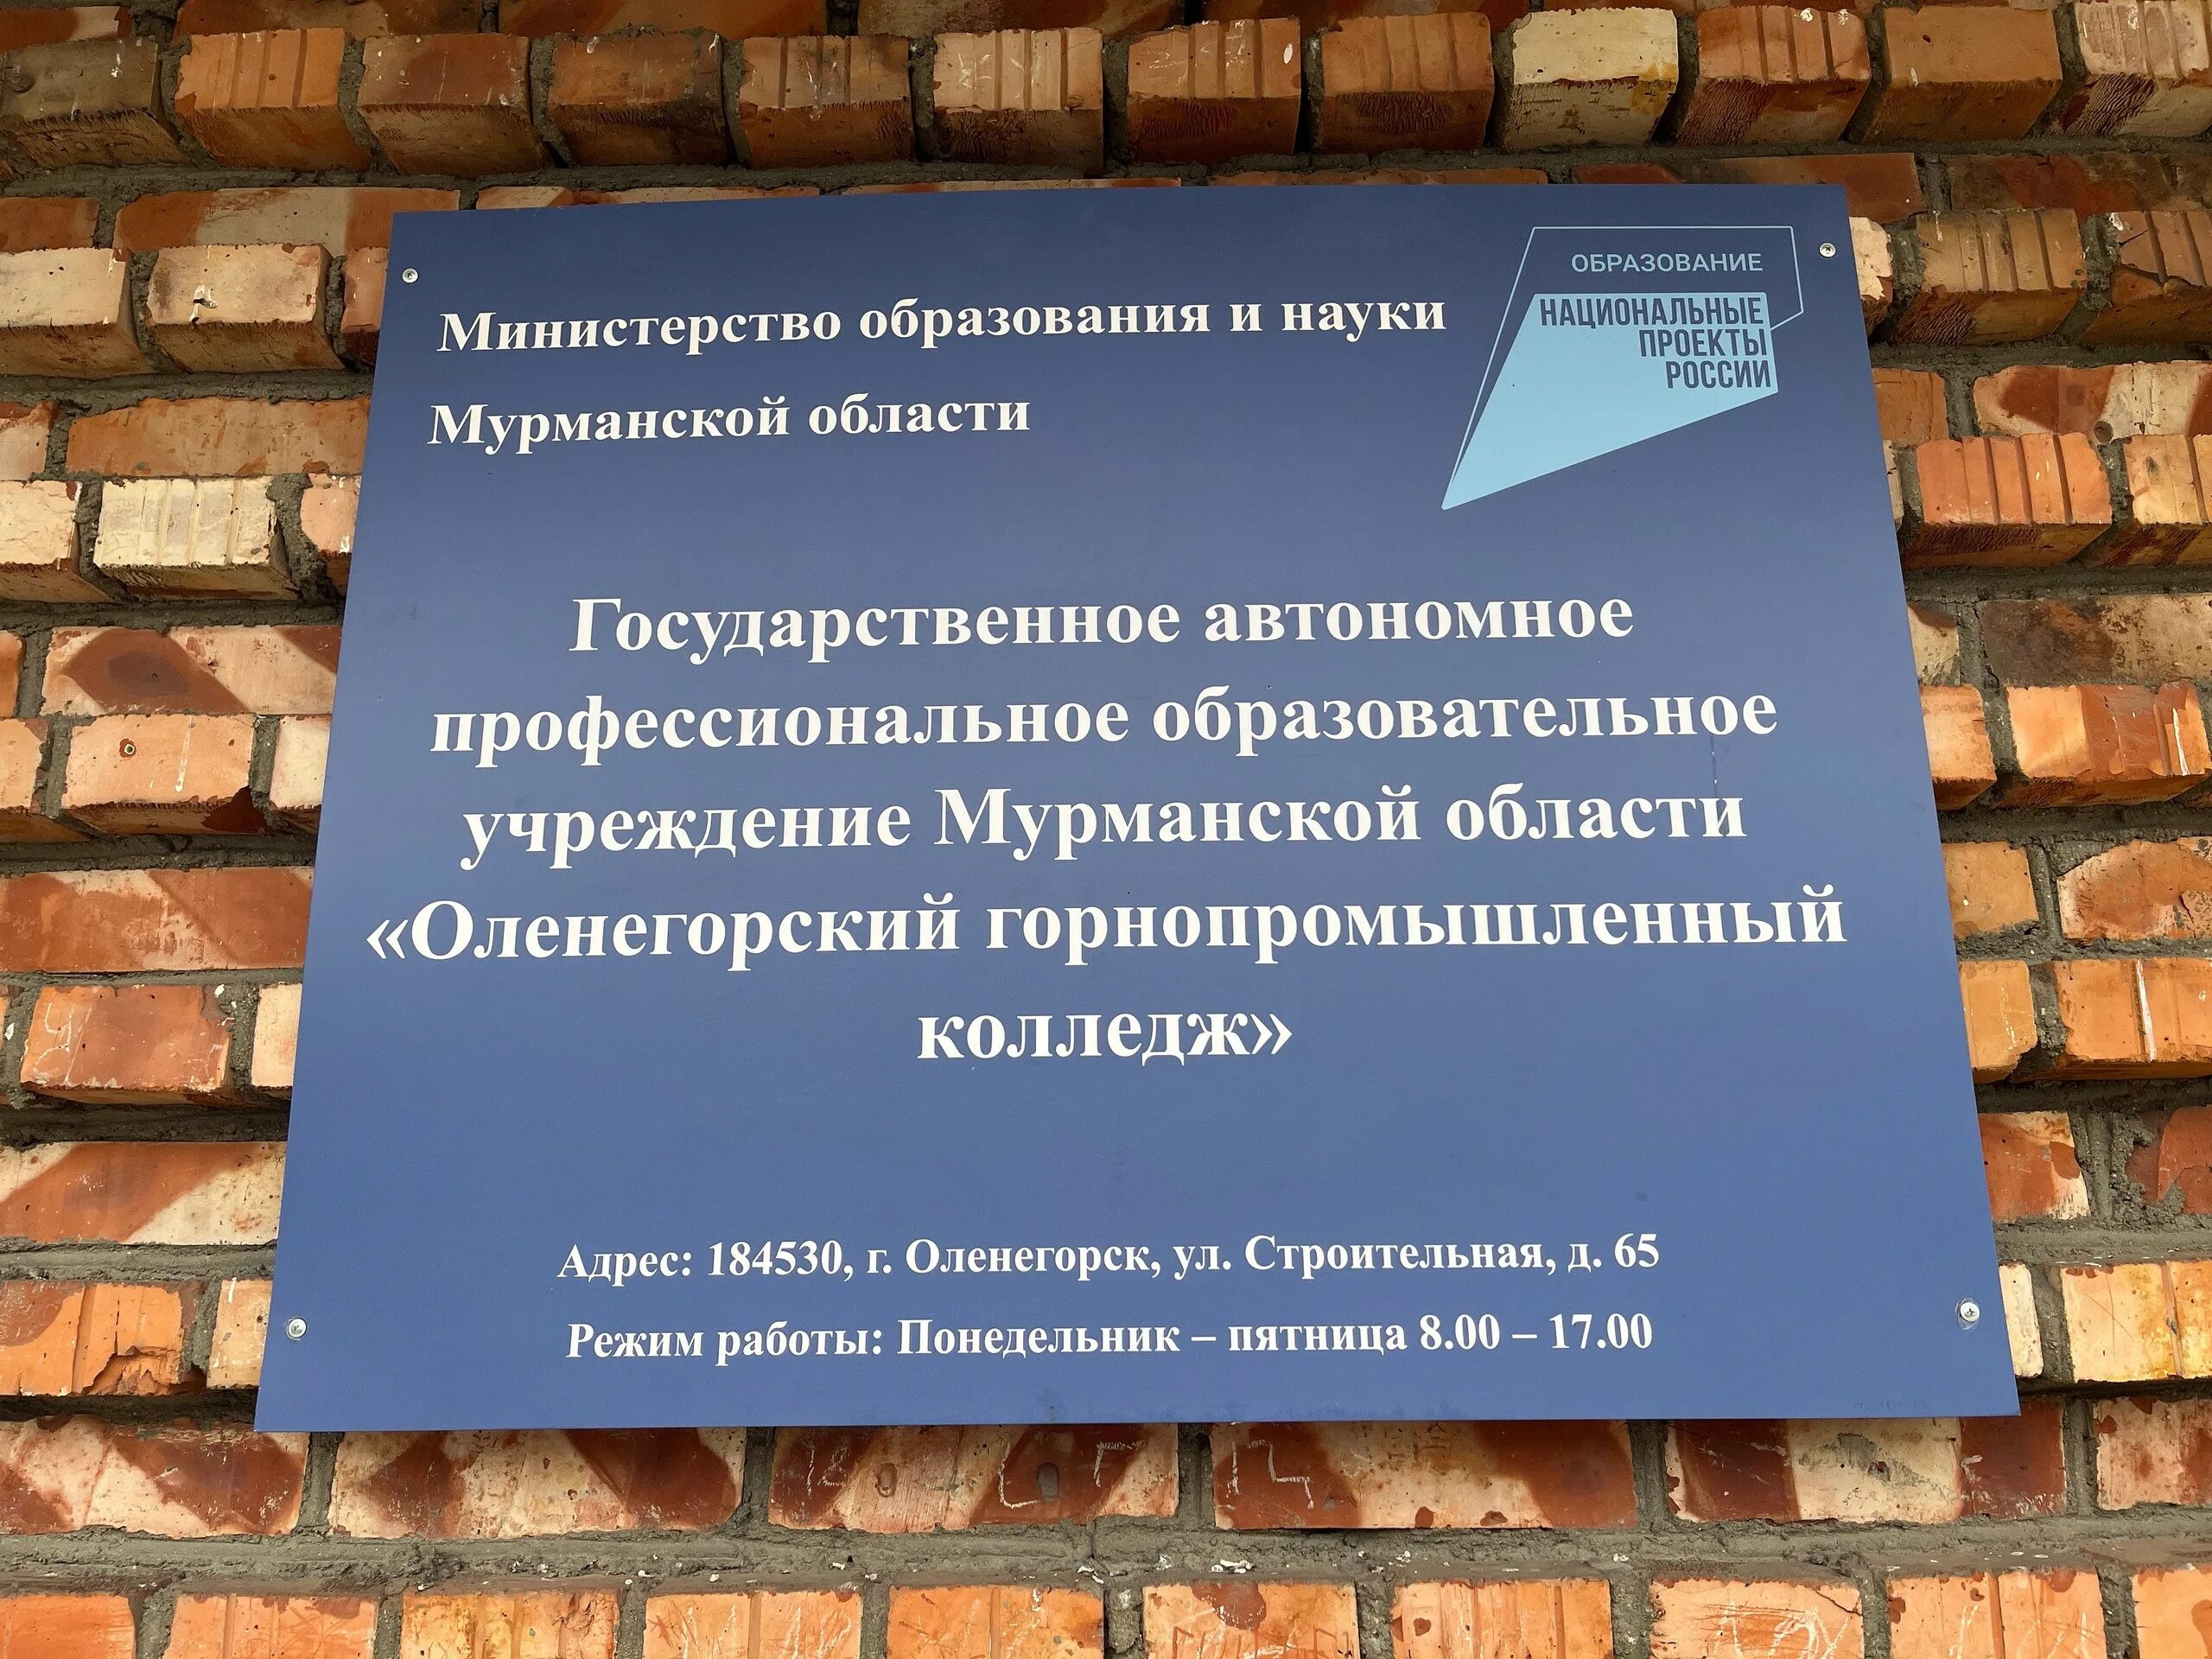 Министерство образования и науки
Мурманской области
ОБРАЗОВАНИЕ
НАЦИОНАЛЬНЫЕ
ПРОЕКТЫ
РОССИИ
Государственное автономное
профессиональное образовательное
учреждение Мурманской области
«Оленегорский горнопромышленный
колледж»
Адрес: 184530, г. Оленегорск, ул. Строительная, д. 65
Режим работы: Понедельник – пятница 8.00 – 17.00